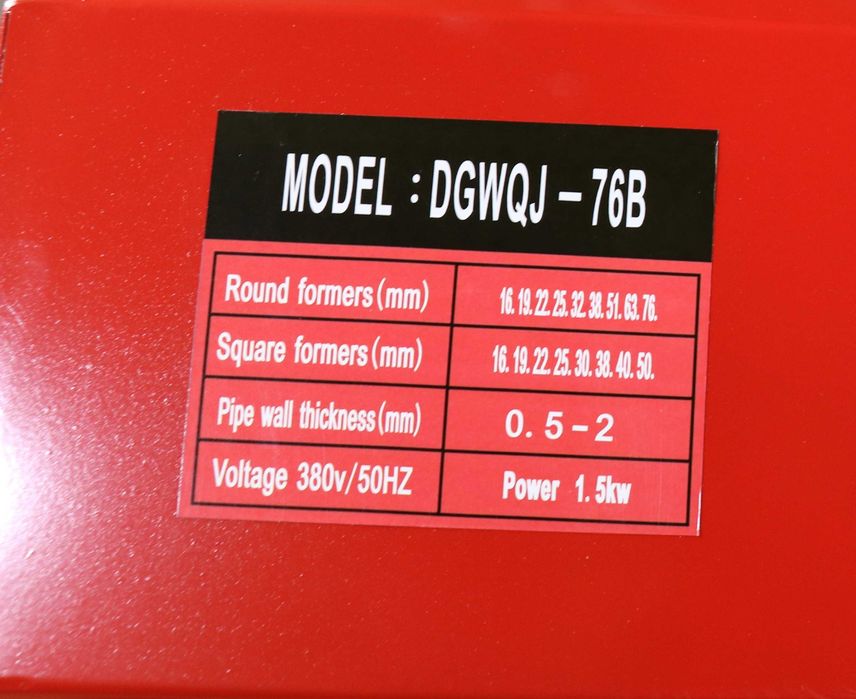 MODEL : DGWQJ - 76B
Round formers(mm) 16. 19. 22. 25. 32. 38. 51. 63. 76.
Square formers(mm) 16. 19. 22. 25. 30. 38. 40. 50.
Pipe wall thickness(mm) 0. 5 - 2
Voltage 380v/50HZ Power 1. 5kw